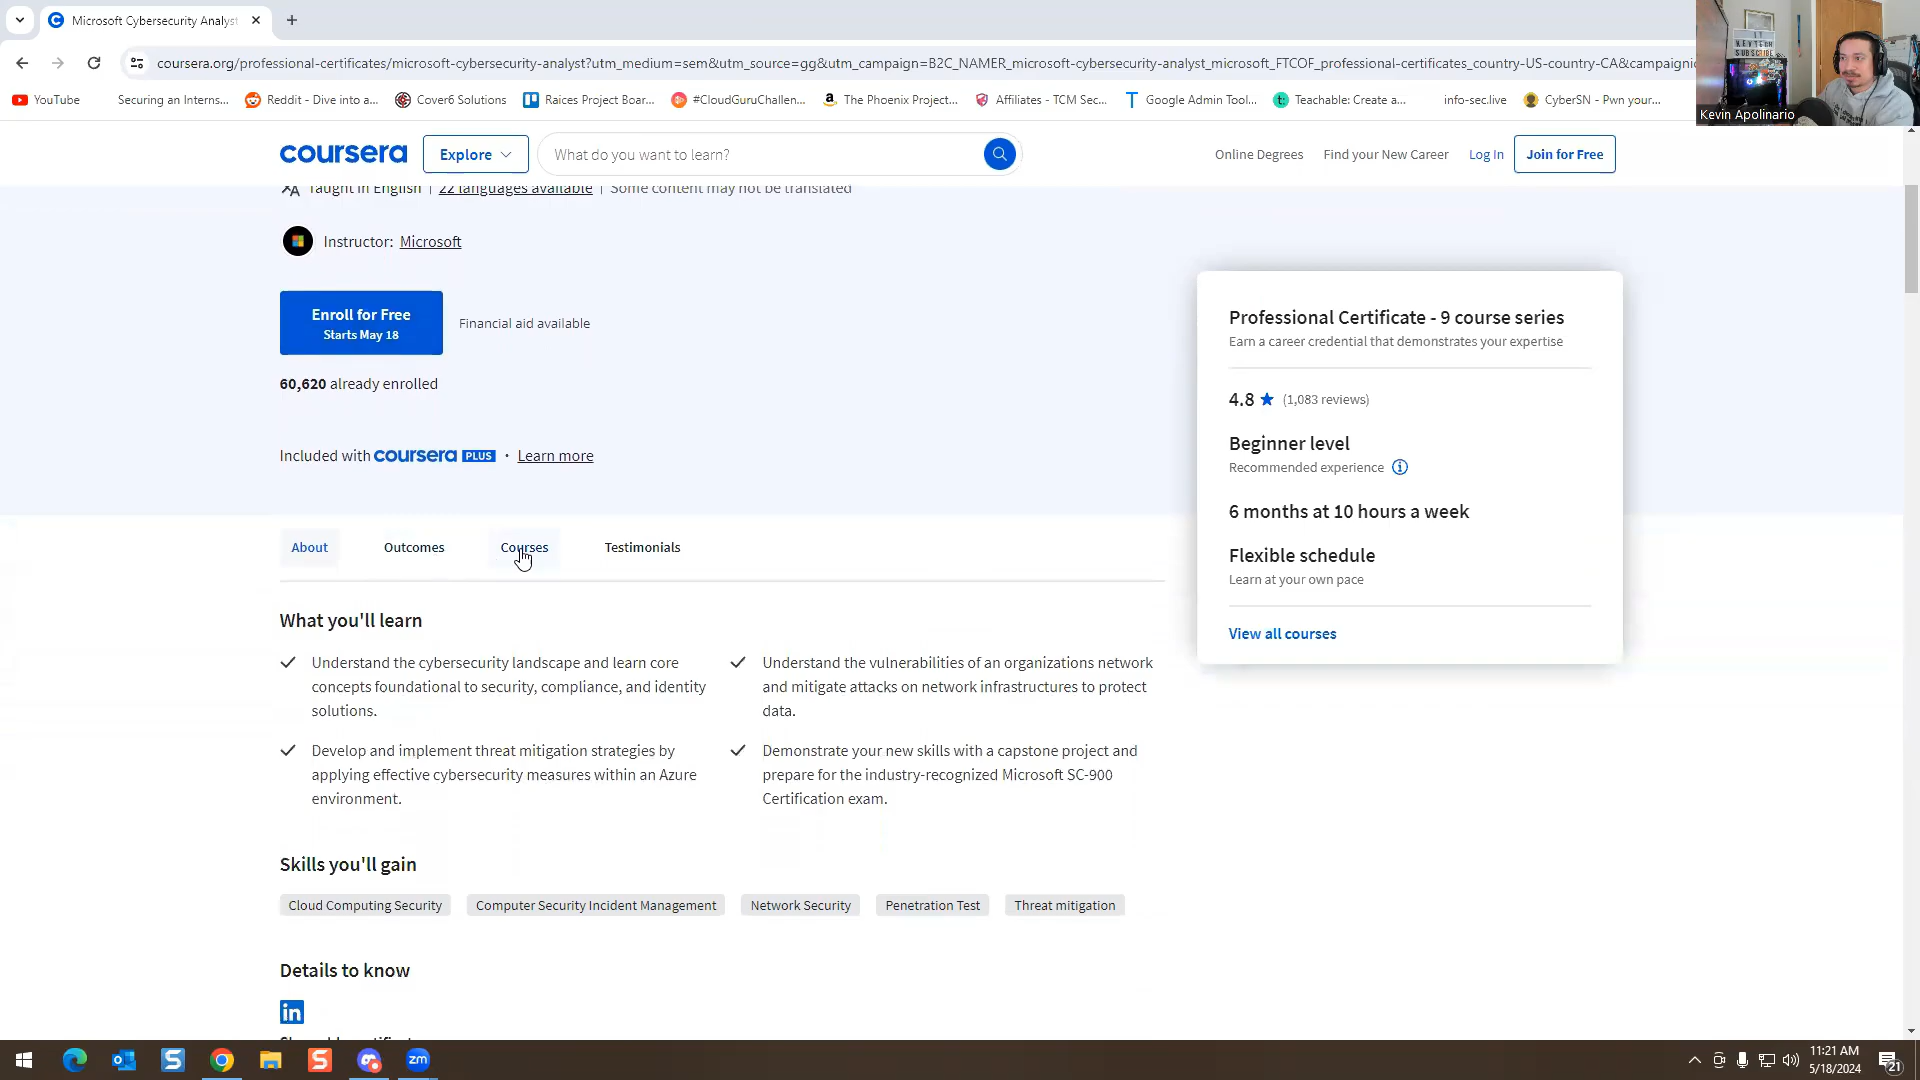 Microsoft Cybersecurity Analyst
coursera.org/professional-certificates/microsoft-cybersecurity-analyst?utm_medium=sem&utm_source=gg&utm_campaign=B2C_NAMER_microsoft-cybersecurity-analyst_microsoft_FTCOF_professional-certificates_country-US-country-CA&campaigni
YouTube
Securing an Interns...
Reddit - Dive into a...
Cover6 Solutions
Raices Project Boar...
#CloudGuruChallen...
The Phoenix Project...
Affiliates - TCM Sec...
Google Admin Tool...
Teachable: Create a...
info-sec.live
CyberSN - Pwn your...
IT
KEVTECH
SUBSCRIBE
Kevin Apolinario
coursera
Explore
What do you want to learn?
Online Degrees
Find your New Career
Log In
Join for Free
Taught in English | 22 languages available | Some content may not be translated
Instructor: Microsoft
Enroll for Free
Starts May 18
Financial aid available
60,620 already enrolled
Included with coursera PLUS · Learn more
Professional Certificate - 9 course series
Earn a career credential that demonstrates your expertise
4.8 ★ (1,083 reviews)
Beginner level
Recommended experience
6 months at 10 hours a week
Flexible schedule
Learn at your own pace
View all courses
About
Outcomes
Courses
Testimonials
What you'll learn
Understand the cybersecurity landscape and learn core
concepts foundational to security, compliance, and identity
solutions.
Understand the vulnerabilities of an organizations network
and mitigate attacks on network infrastructures to protect
data.
Develop and implement threat mitigation strategies by
applying effective cybersecurity measures within an Azure
environment.
Demonstrate your new skills with a capstone project and
prepare for the industry-recognized Microsoft SC-900
Certification exam.
Skills you'll gain
Cloud Computing Security
Computer Security Incident Management
Network Security
Penetration Test
Threat mitigation
Details to know
in
zm
11:21 AM
5/18/2024
21